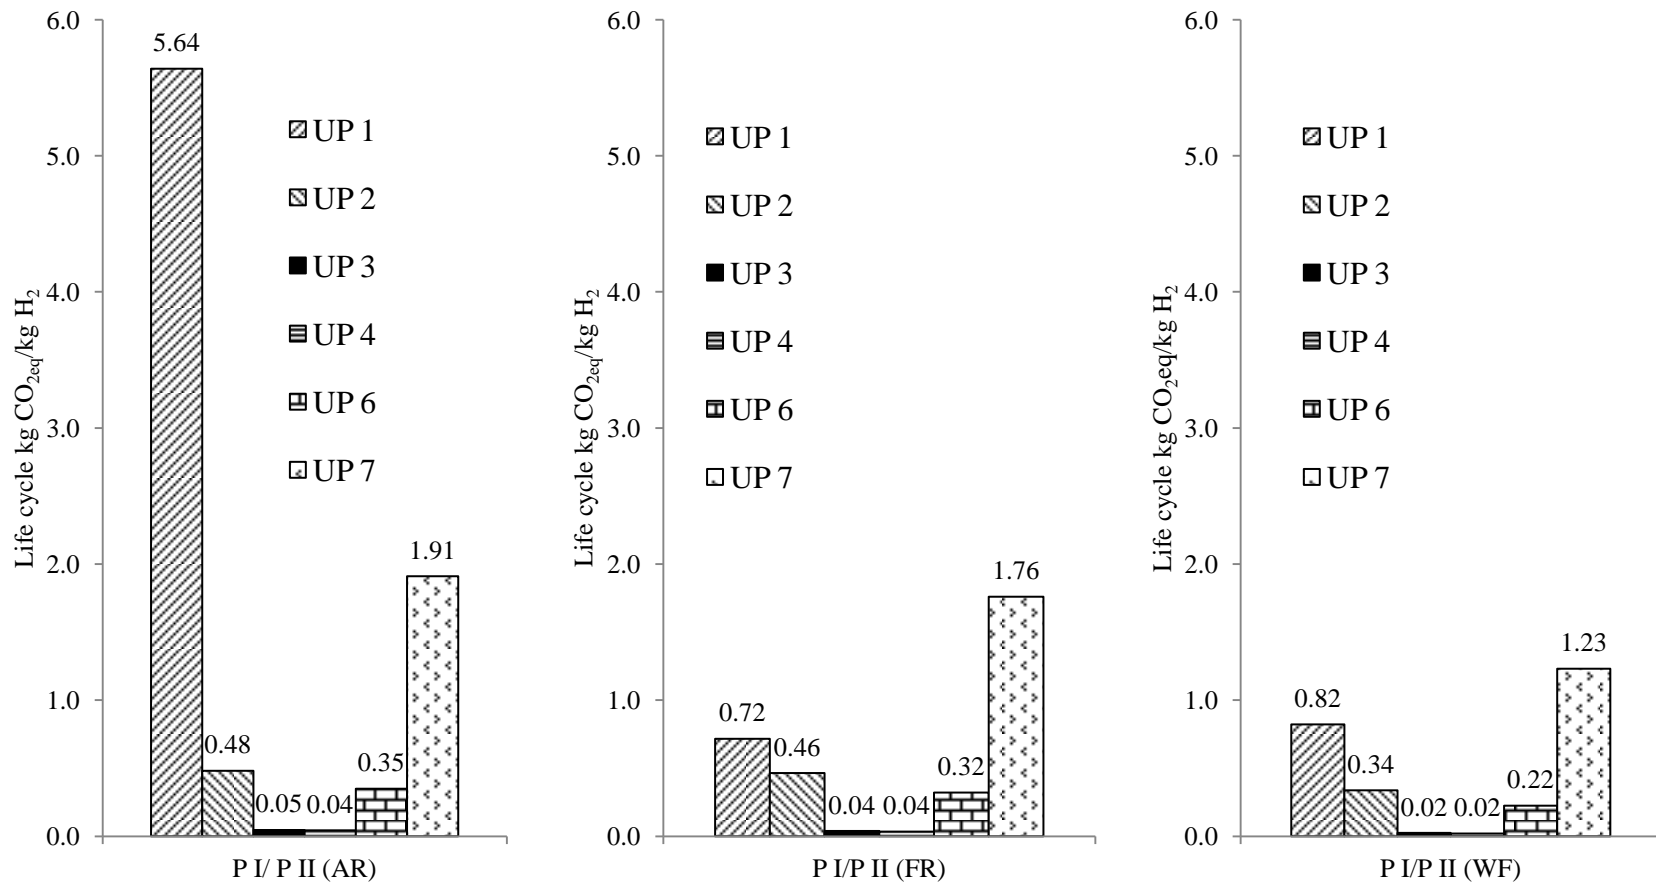 6.0
5.0
4.0
3.0
2.0
1.0
0.0
Life cycle kg CO2eq/kg H2
5.64
0.48
0.05
0.04
0.35
1.91
UP 1
UP 2
UP 3
UP 4
UP 6
UP 7
P I/ P II (AR)
6.0
5.0
4.0
3.0
2.0
1.0
0.0
Life cycle kg CO2eq/kg H2
0.72
0.46
0.04
0.04
0.32
1.76
UP 1
UP 2
UP 3
UP 4
UP 6
UP 7
P I/P II (FR)
6.0
5.0
4.0
3.0
2.0
1.0
0.0
Life cycle kg CO2eq/kg H2
0.82
0.34
0.02
0.02
0.22
1.23
UP 1
UP 2
UP 3
UP 4
UP 6
UP 7
P I/P II (WF)